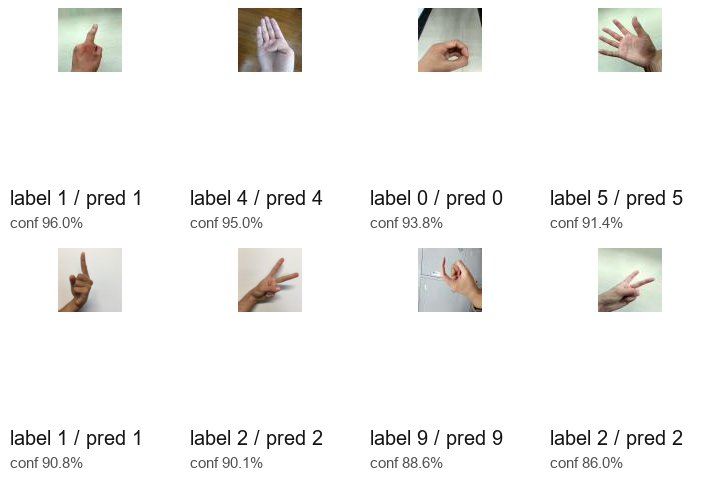 label 1 / pred 1
conf 96.0%
label 4 / pred 4
conf 95.0%
label 0 / pred 0
conf 93.8%
label 5 / pred 5
conf 91.4%
label 1 / pred 1
conf 90.8%
label 2 / pred 2
conf 90.1%
label 9 / pred 9
conf 88.6%
label 2 / pred 2
conf 86.0%